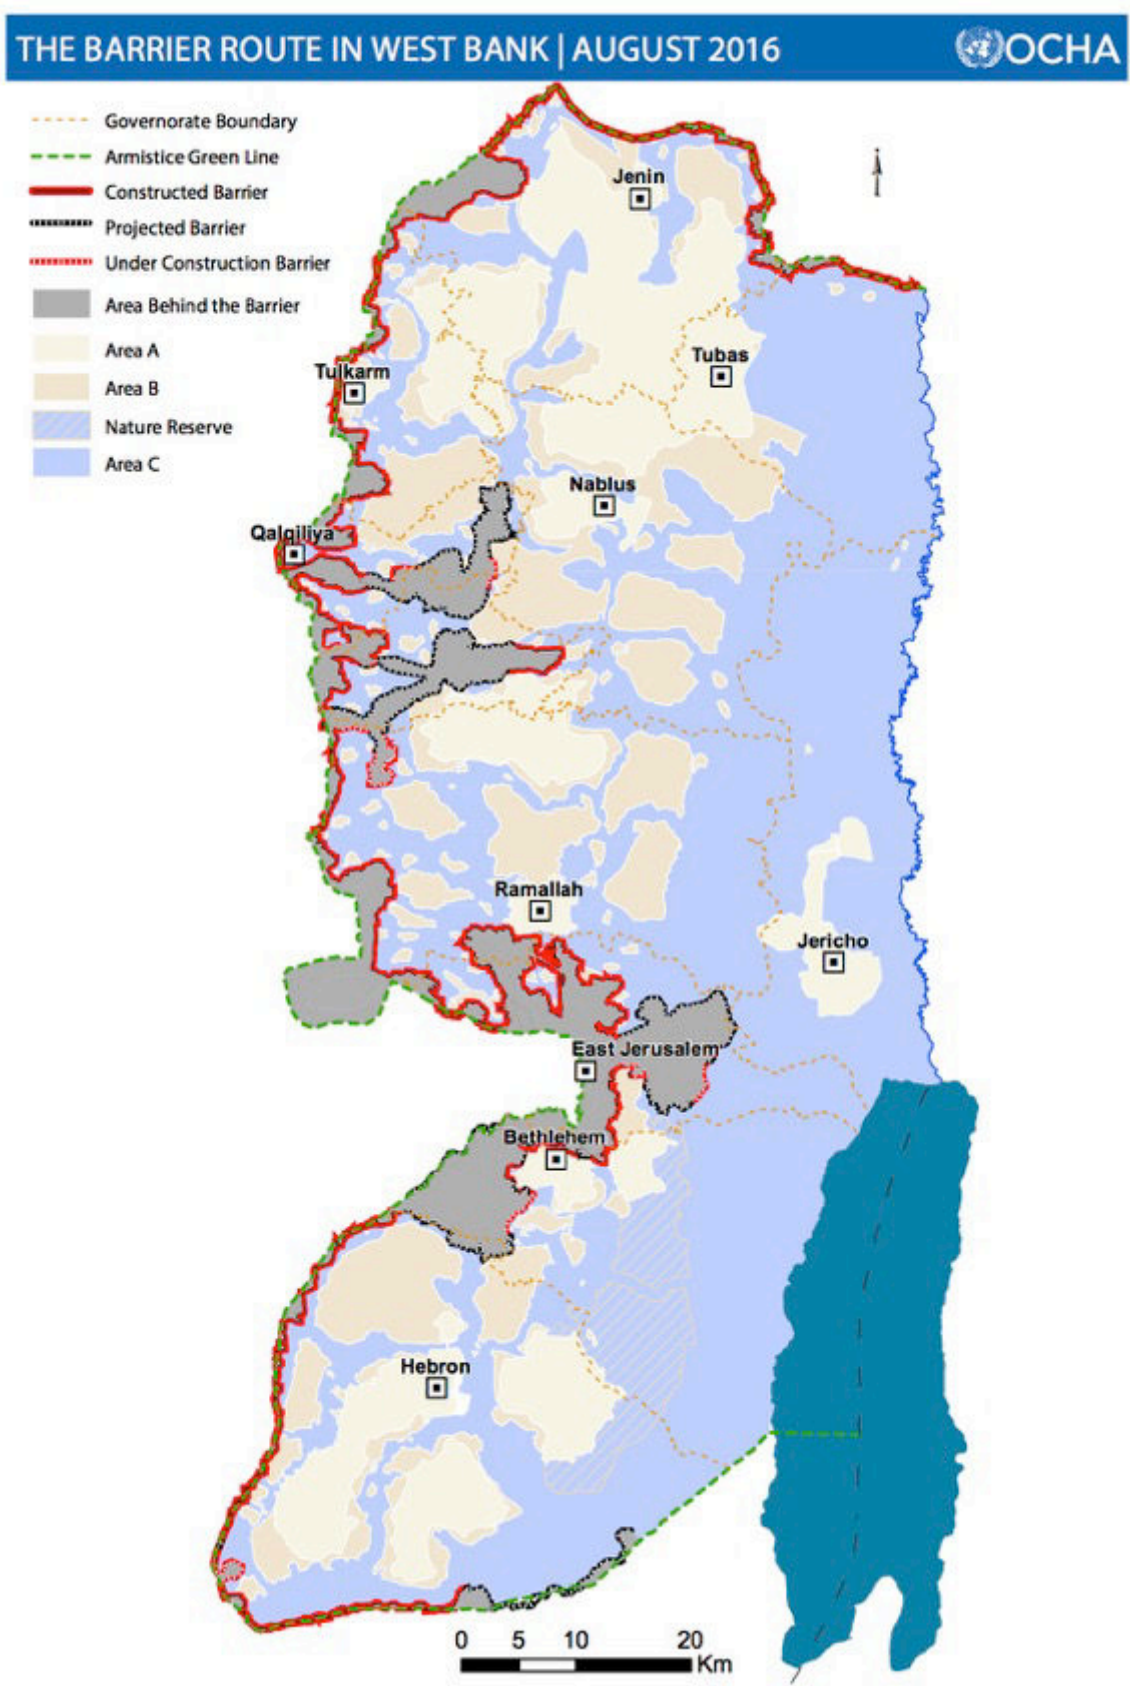 THE BARRIER ROUTE IN WEST BANK | AUGUST 2016
OCHA
Governorate Boundary
Armistice Green Line
Constructed Barrier
Projected Barrier
Under Construction Barrier
Area Behind the Barrier
Area A
Area B
Nature Reserve
Area C
Jenin
Tubas
Tulkarm
Nablus
Qalqiliya
Ramallah
Jericho
East Jerusalem
Bethlehem
Hebron
0 5 10 20
Km